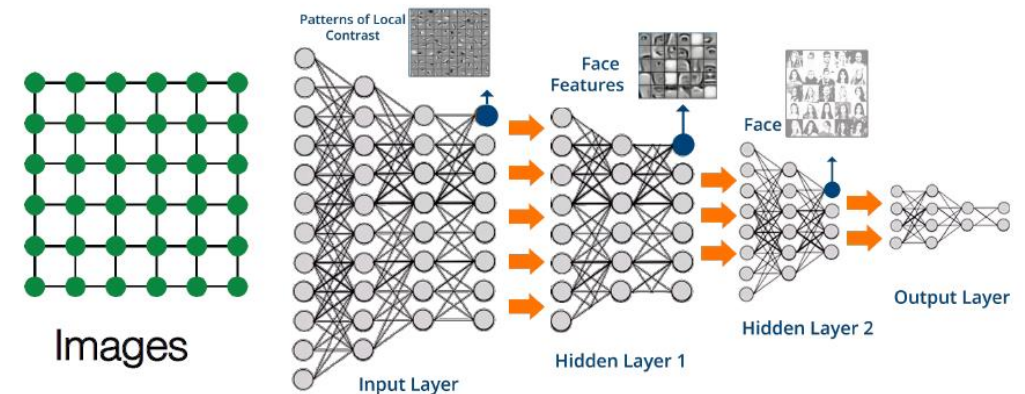 Patterns of Local
Contrast
Face
Features
Face
Images
Input Layer
Hidden Layer 1
Hidden Layer 2
Output Layer